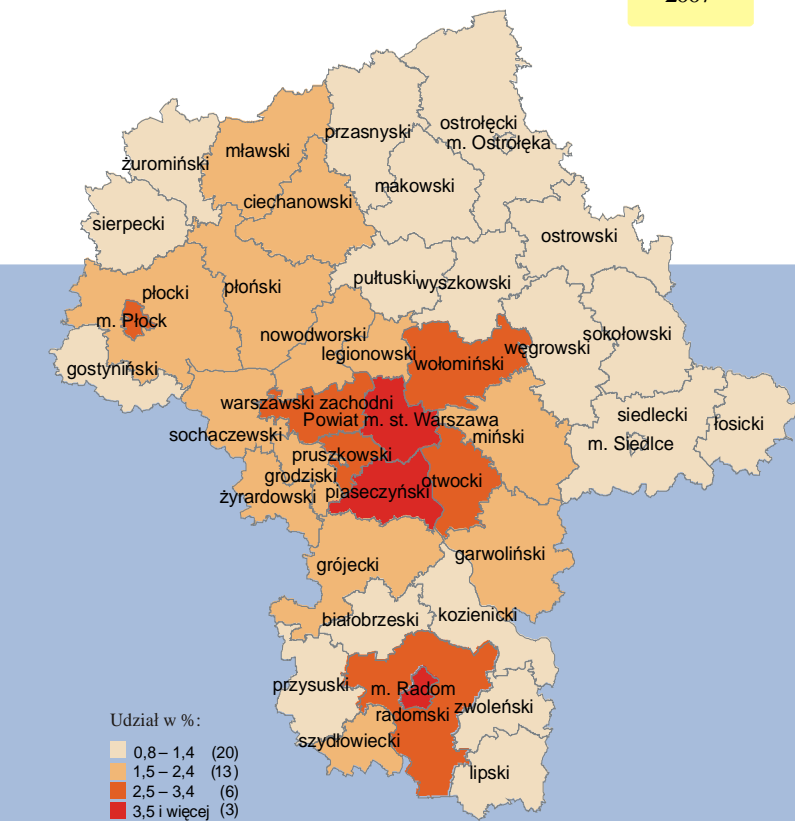 ostrołęcki
przasnyski
m. Ostrołęka
mławski
żuromiński
makowski
ciechanowski
sierpecki
ostrowski
pułtuski
wyszkowski
płoński
płocki
m. Płock
nowodworski
sokołowski
legionowski
węgrowski
wołomiński
gostyniński
warszawski zachodni
siedlecki
Powiat m. st. Warszawa
łosicki
sochaczewski
miński
m. Siedlce
pruszkowski
grodziski
otwocki
piaseczyński
żyrardowski
garwoliński
grójecki
kozienicki
białobrzeski
przysuski
m. Radom
zwoleński
radomski
szydłowiecki
lipski
Udział w %:
0,8 – 1,4 (20)
1,5 – 2,4 (13)
2,5 – 3,4 (6)
3,5 i więcej (3)